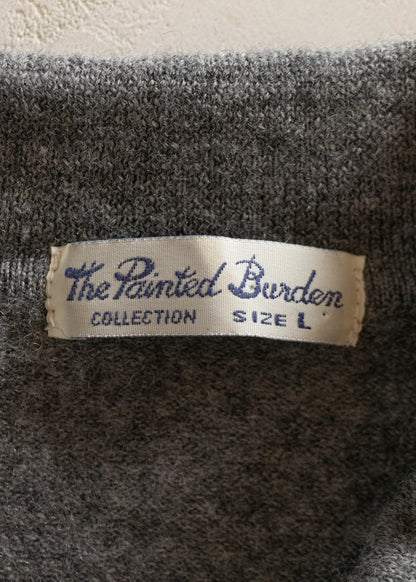 The Painted Burden
COLLECTION SIZE L